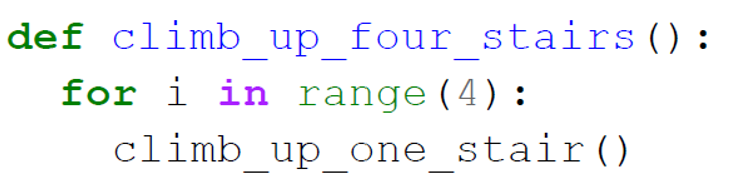 def climb_up_four_stairs():
  for i in range(4):
    climb_up_one_stair()